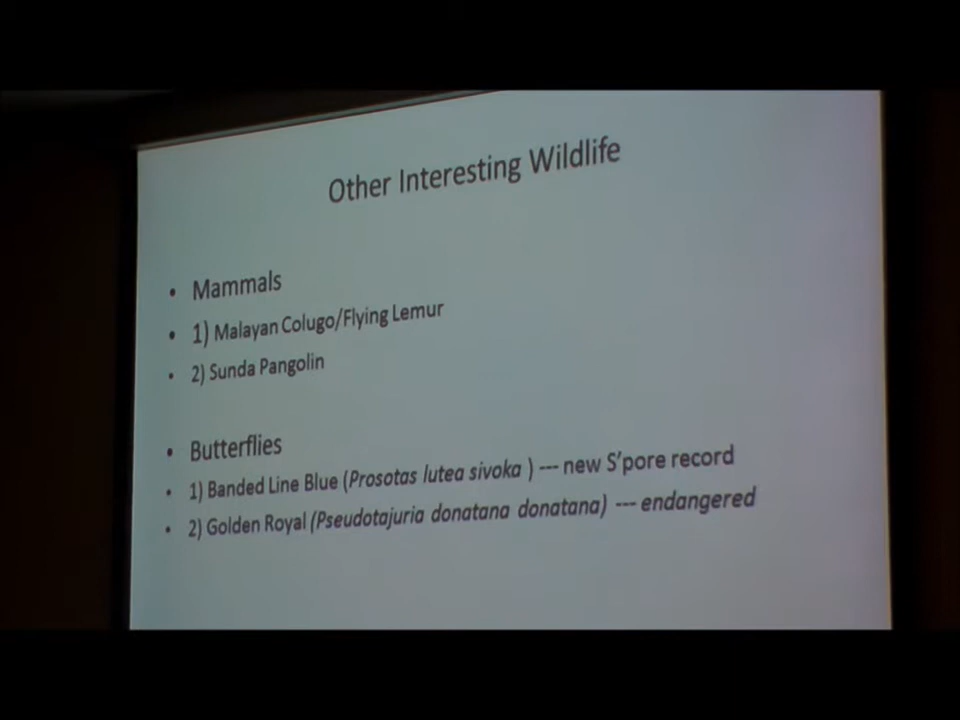 Other Interesting Wildlife
• Mammals
• 1) Malayan Colugo/Flying Lemur
• 2) Sunda Pangolin
• Butterflies
• 1) Banded Line Blue (Prosotas lutea sivoka ) --- new S'pore record
• 2) Golden Royal (Pseudotajuria donatana donatana) --- endangered